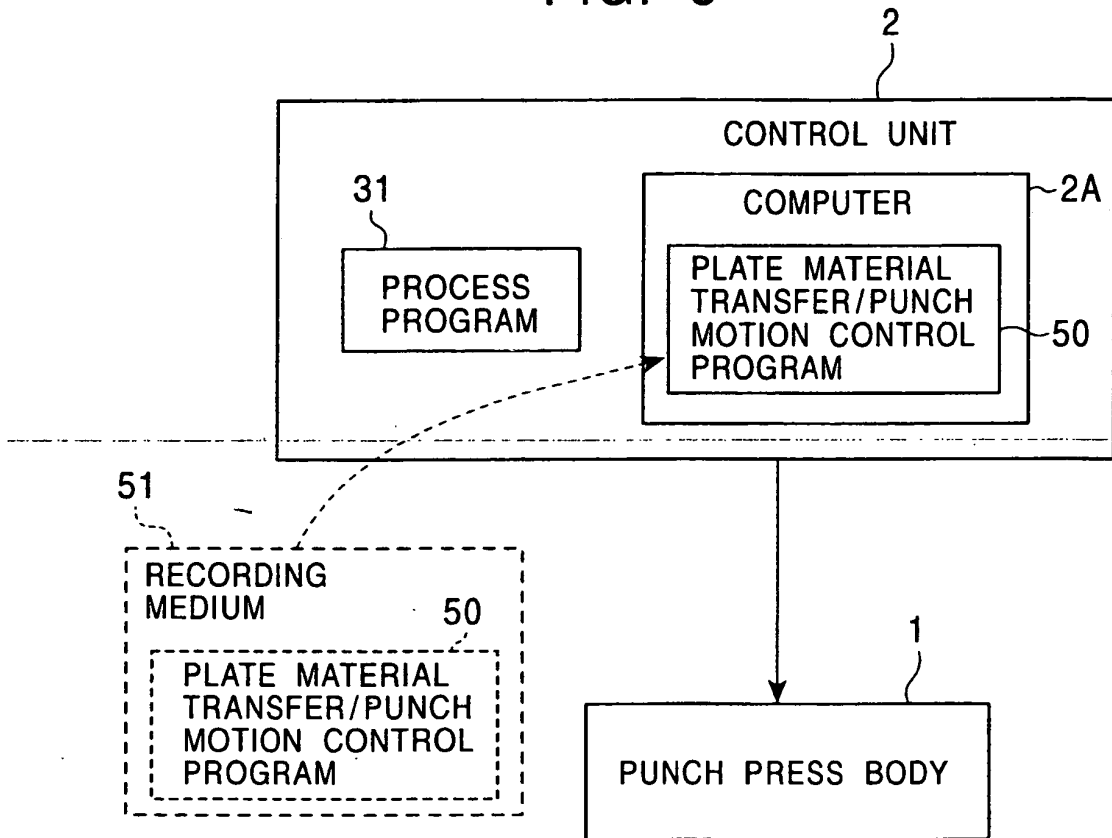 2
CONTROL UNIT
31
COMPUTER
2A
PROCESS
PROGRAM
PLATE MATERIAL
TRANSFER/PUNCH
MOTION CONTROL
PROGRAM
50
51
RECORDING
MEDIUM
50
PLATE MATERIAL
TRANSFER/PUNCH
MOTION CONTROL
PROGRAM
1
PUNCH PRESS BODY